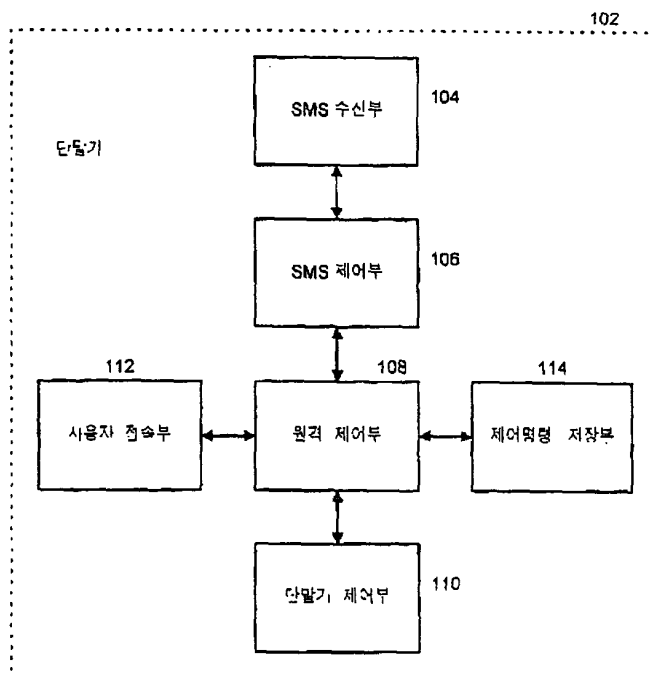 102
SMS 수신부
104
단말기
SMS 제어부
106
112
108
114
사용자 접속부
원격 제어부
제어명령 저장부
단말기 제어부
110